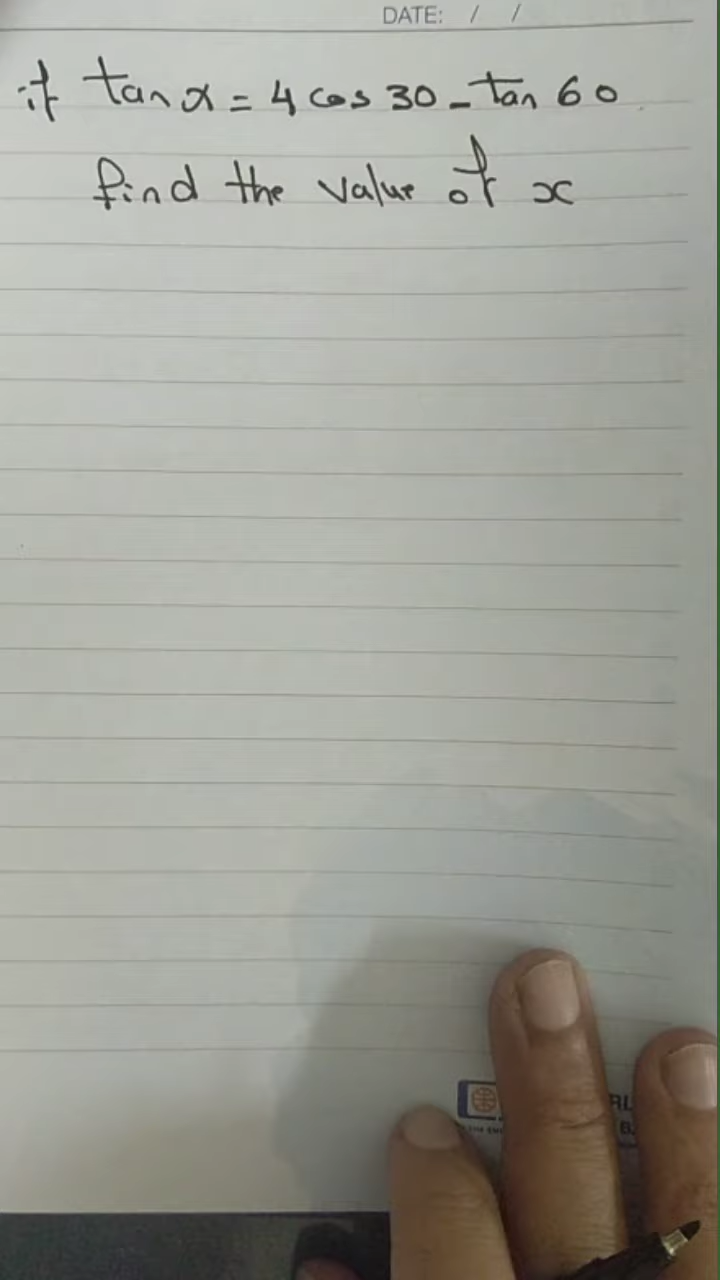 DATE: / /
if tan x = 4 cos 30 - tan 60
find the value of x